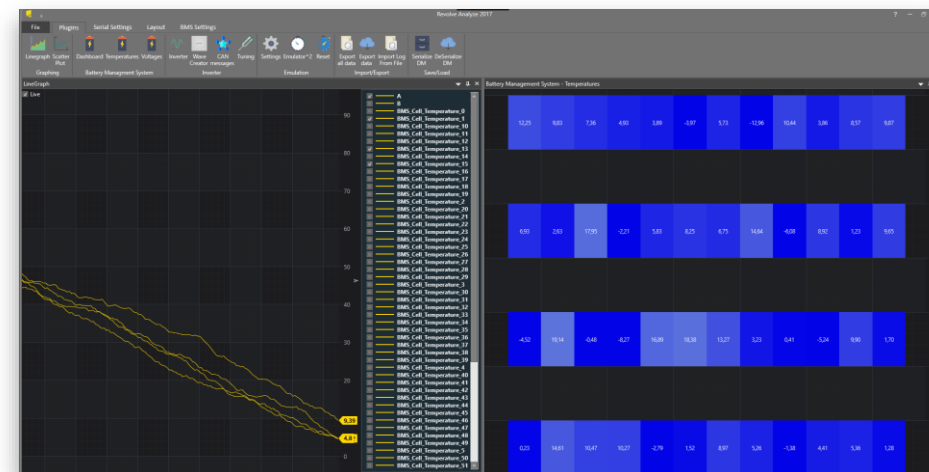 Revolve Analyze 2017
File Plugins Serial Settings Layout BMS Settings
Linegraph Scatter Plot Dashboard Temperatures Voltages Inverter Wave Creator CAN messages Tuning Settings Emulator^2 Reset Export all data Export data Import Log From File Serialize DM DeSerialize DM
Graphing Battery Managment System Inverter Emulation Import/Export Save/Load
LineGraph
Battery Management System - Temperatures
Live
90
80
70
60
50
40
30
20
9,39
0
y
A
B
BMS_Cell_Temperature_0
BMS_Cell_Temperature_1
BMS_Cell_Temperature_10
BMS_Cell_Temperature_11
BMS_Cell_Temperature_12
BMS_Cell_Temperature_13
BMS_Cell_Temperature_14
BMS_Cell_Temperature_15
BMS_Cell_Temperature_16
BMS_Cell_Temperature_17
BMS_Cell_Temperature_18
BMS_Cell_Temperature_19
BMS_Cell_Temperature_2
BMS_Cell_Temperature_20
BMS_Cell_Temperature_21
BMS_Cell_Temperature_22
BMS_Cell_Temperature_23
BMS_Cell_Temperature_24
BMS_Cell_Temperature_25
BMS_Cell_Temperature_26
BMS_Cell_Temperature_27
BMS_Cell_Temperature_28
BMS_Cell_Temperature_29
BMS_Cell_Temperature_3
BMS_Cell_Temperature_30
BMS_Cell_Temperature_31
BMS_Cell_Temperature_32
BMS_Cell_Temperature_33
BMS_Cell_Temperature_34
BMS_Cell_Temperature_35
BMS_Cell_Temperature_36
BMS_Cell_Temperature_37
BMS_Cell_Temperature_38
BMS_Cell_Temperature_39
BMS_Cell_Temperature_4
BMS_Cell_Temperature_40
BMS_Cell_Temperature_41
BMS_Cell_Temperature_42
BMS_Cell_Temperature_43
BMS_Cell_Temperature_44
BMS_Cell_Temperature_45
BMS_Cell_Temperature_46
BMS_Cell_Temperature_47
BMS_Cell_Temperature_48
BMS_Cell_Temperature_49
BMS_Cell_Temperature_5
BMS_Cell_Temperature_50
BMS_Cell_Temperature_51
12,25 9,83 7,36 4,93 3,89 -3,97 5,73 -12,96 10,44 3,86 8,57 9,87
6,93 2,63 17,95 -2,21 5,83 8,25 6,75 14,64 -6,08 8,92 1,23 9,65
-4,52 19,14 -0,48 -8,27 16,89 18,38 13,27 3,23 0,41 -5,24 9,90 1,70
0,23 14,61 10,47 10,27 -2,79 1,52 8,97 5,26 -1,38 4,41 5,36 1,28